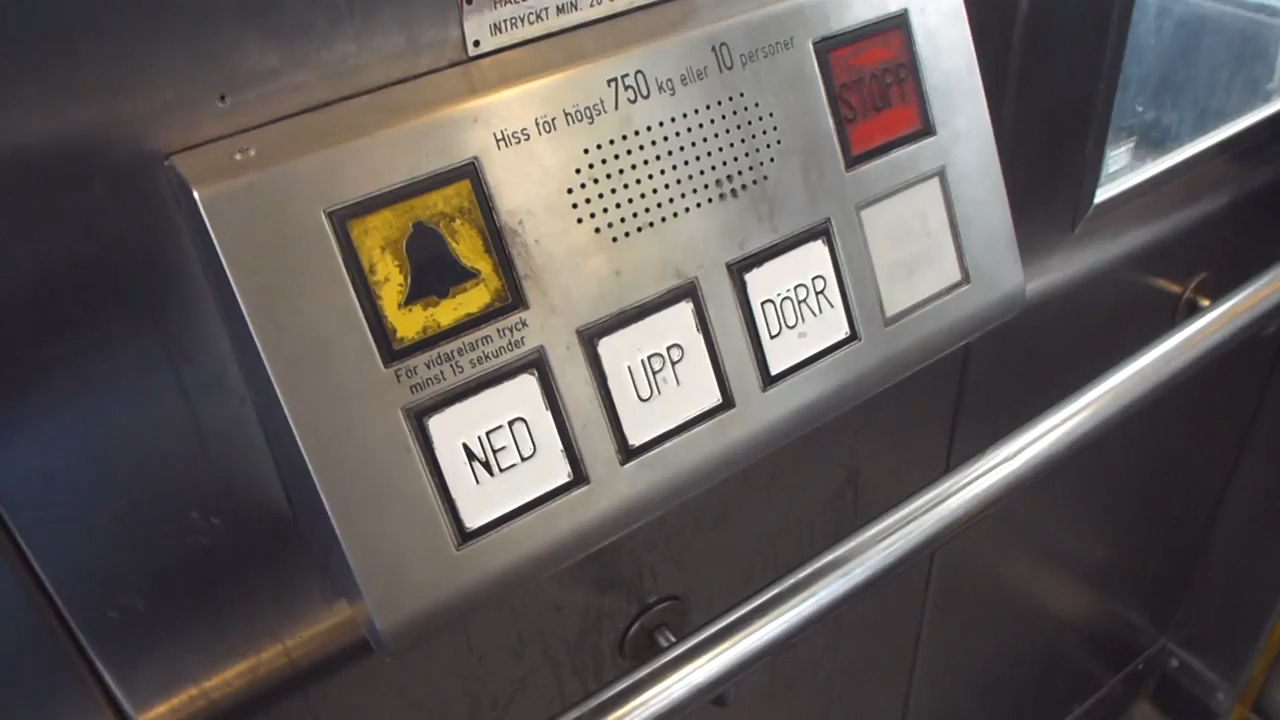 INTRYCKT MIN. 20
Hiss för högst 750 kg eller 10 personer
STOPP
För vidarelarm tryck
minst 15 sekunder
NED
UPP
DÖRR